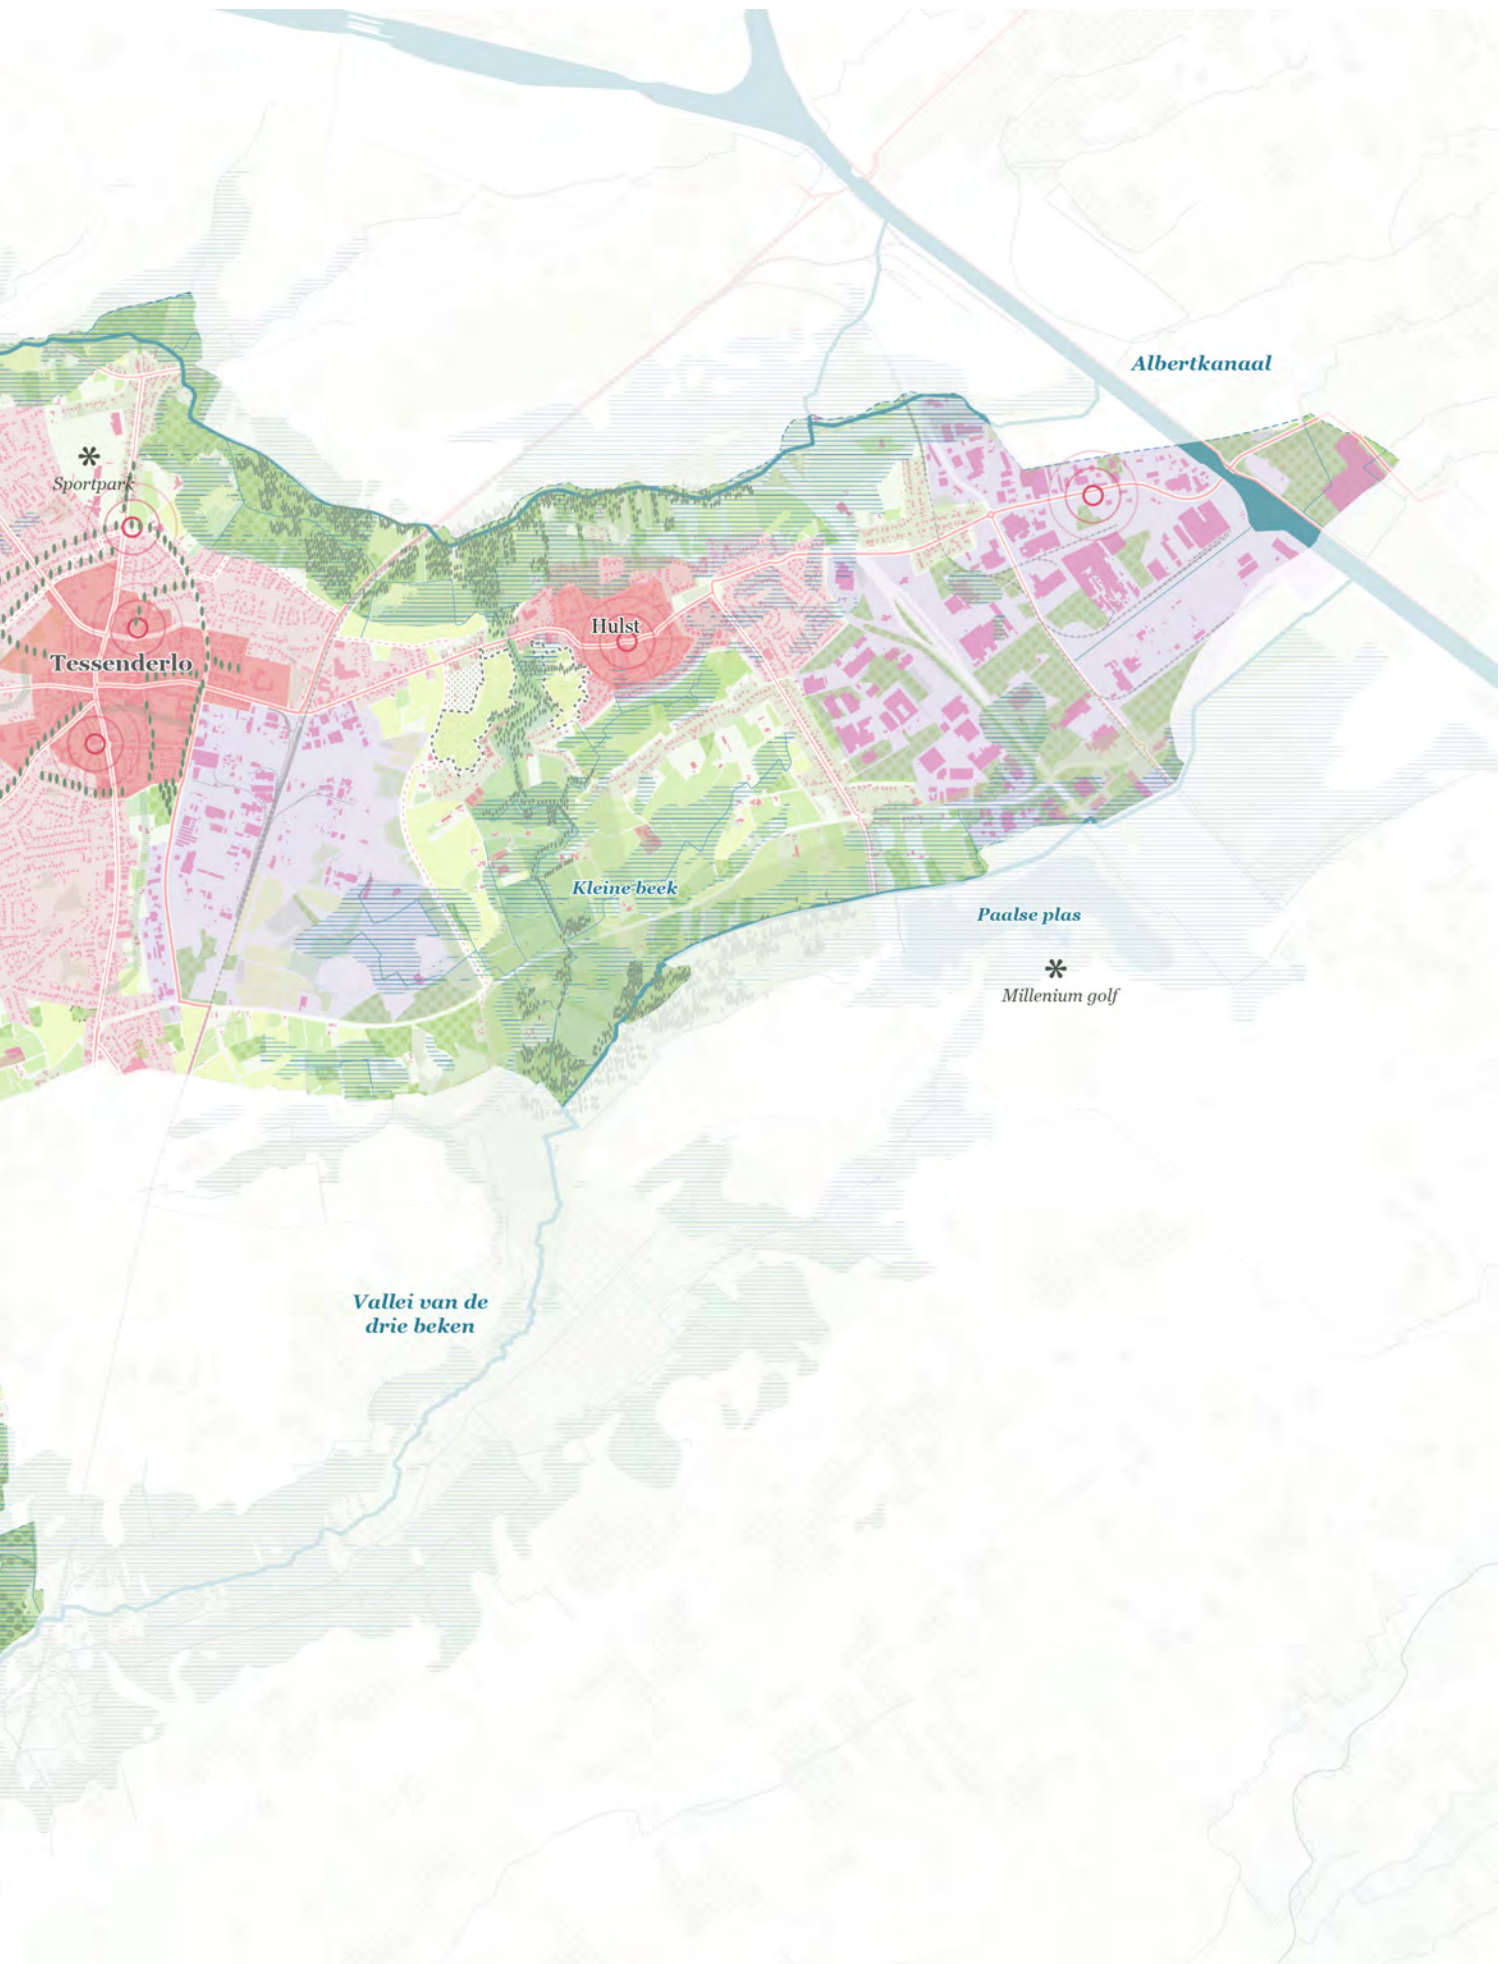 Albertkanaal
Sportpark
Hulst
Tessenderlo
Kleine beek
Paalse plas
Millenium golf
Vallei van de
drie beken